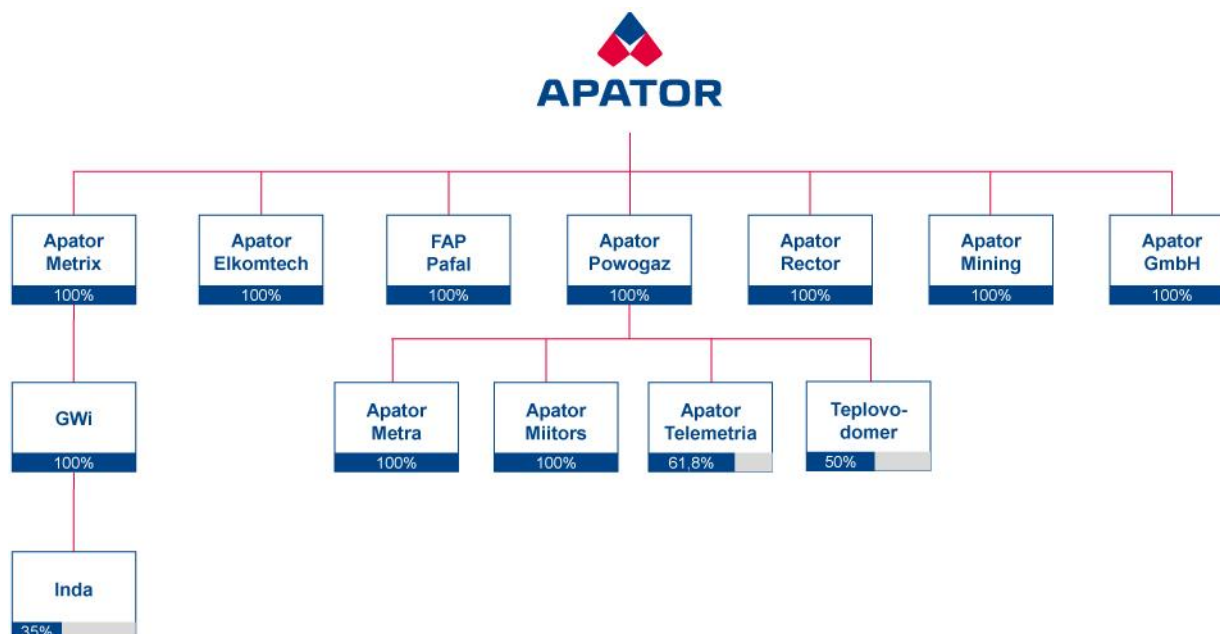 APATOR
Apator
Metrix
100%
Apator
Elkomtech
100%
FAP
Pafal
100%
Apator
Powogaz
100%
Apator
Rector
100%
Apator
Mining
100%
Apator
GmbH
100%
GWi
100%
Apator
Metra
100%
Apator
Miitors
100%
Apator
Telemetria
61,8%
Teplovo-
domer
50%
Inda
35%